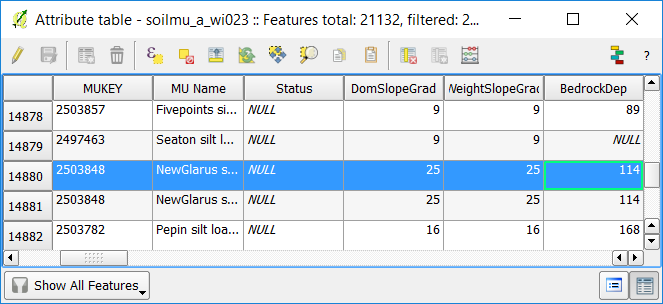 Attribute table - soilmu_a_wi023 :: Features total: 21132, filtered: 2...
?
MUKEY MU Name Status DomSlopeGrad WeightSlopeGrad BedrockDep
14878 2503857 Fivepoints si... NULL 9 9 89
14879 2497463 Seaton silt l... NULL 9 9 NULL
14880 2503848 NewGlarus s... NULL 25 25 114
14881 2503848 NewGlarus s... NULL 25 25 114
14882 2503782 Pepin silt loa... NULL 16 16 168
Show All Features